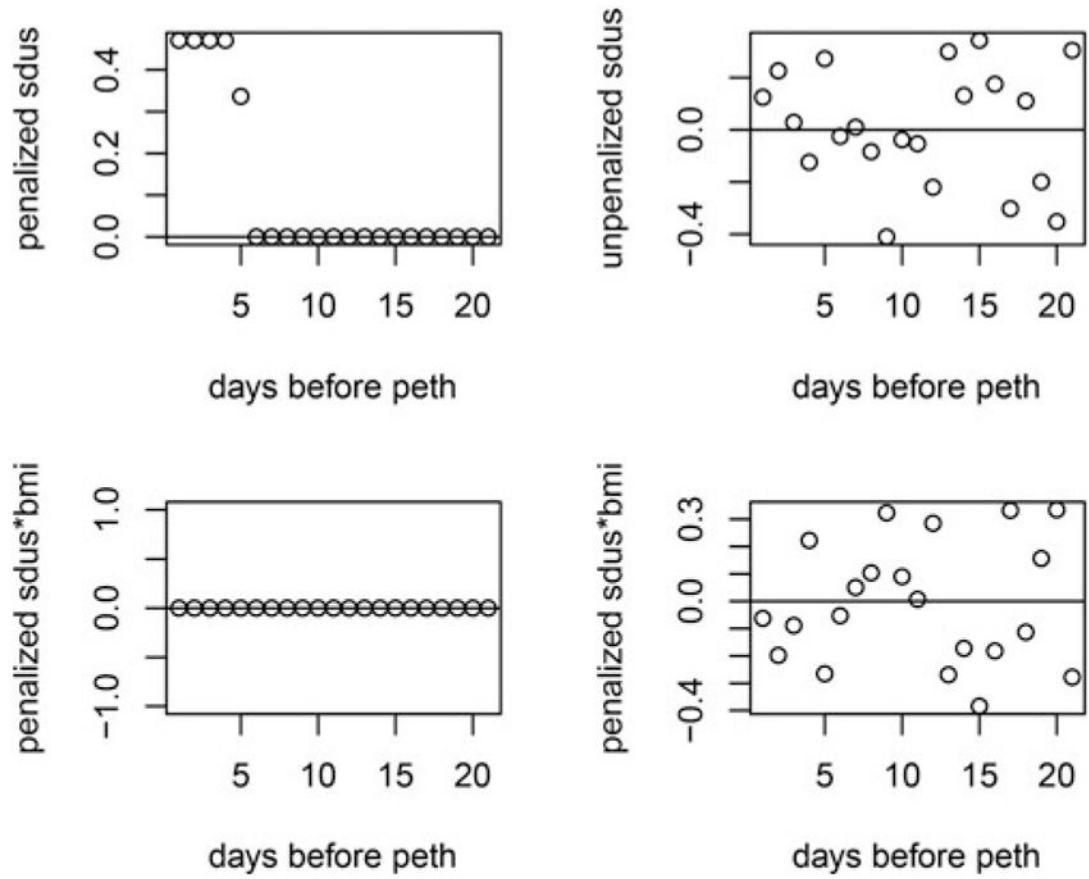 penalized sdus
0.4
0.2
0.0
5 10 15 20
days before peth
unpenalized sdus
0.0
−0.4
5 10 15 20
days before peth
penalized sdus*bmi
1.0
0.0
−1.0
5 10 15 20
days before peth
penalized sdus*bmi
0.3
0.0
−0.4
5 10 15 20
days before peth